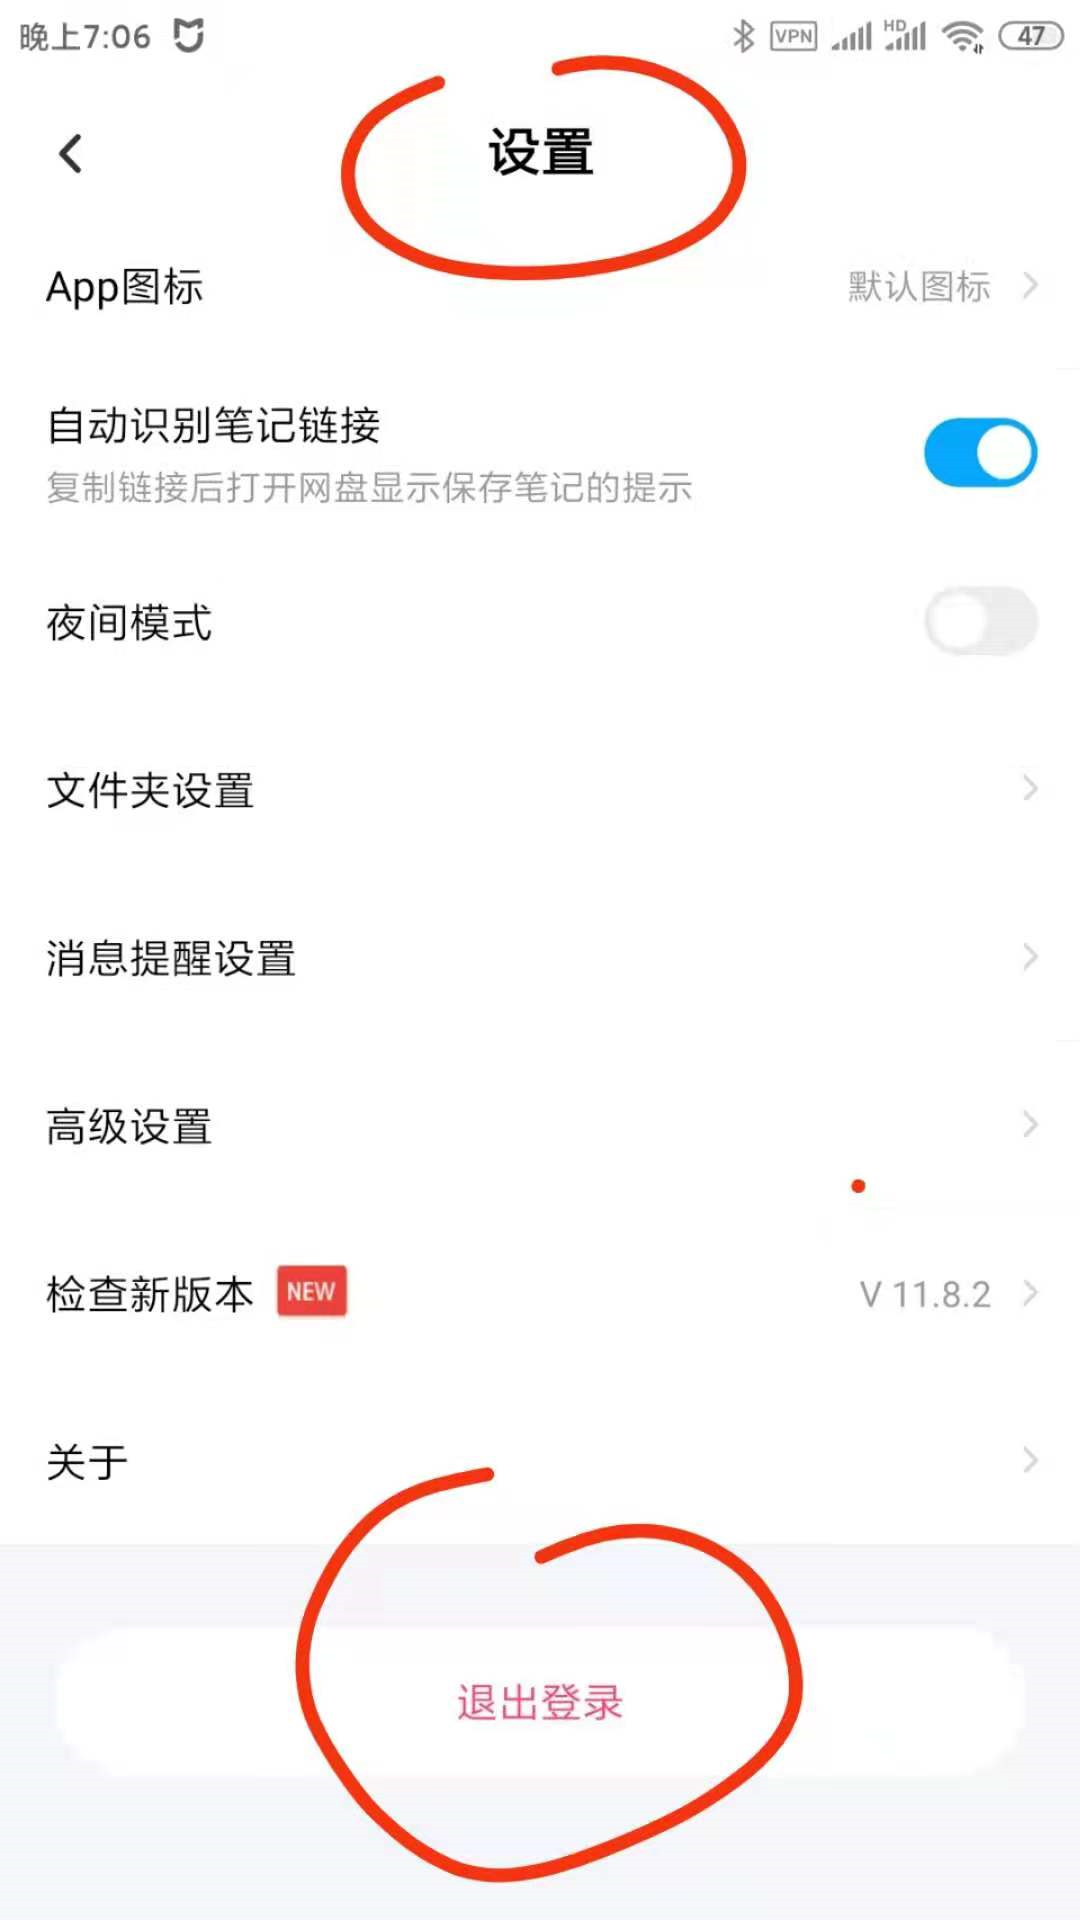 晚上7:06 VPN HD 47
设置
App图标 默认图标
自动识别笔记链接
复制链接后打开网盘显示保存笔记的提示
夜间模式
文件夹设置
消息提醒设置
高级设置
检查新版本 NEW V 11.8.2
关于
退出登录